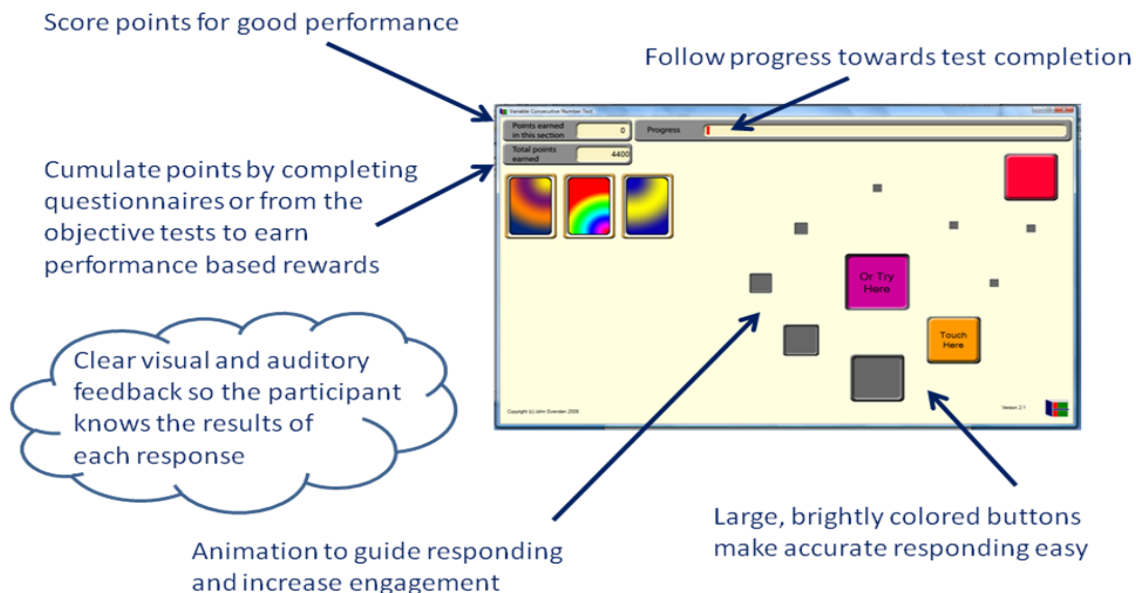 Score points for good performance
Follow progress towards test completion
Variable Consecutive Number Test
Points earned
in this section
0
Progress
Total points
earned
4400
Cumulate points by completing
questionnaires or from the
objective tests to earn
performance based rewards
Or Try
Here
Touch
Here
Clear visual and auditory
feedback so the participant
knows the results of
each response
Copyright (c) John Evenden 2008
Version 2.1
Large, brightly colored buttons
make accurate responding easy
Animation to guide responding
and increase engagement